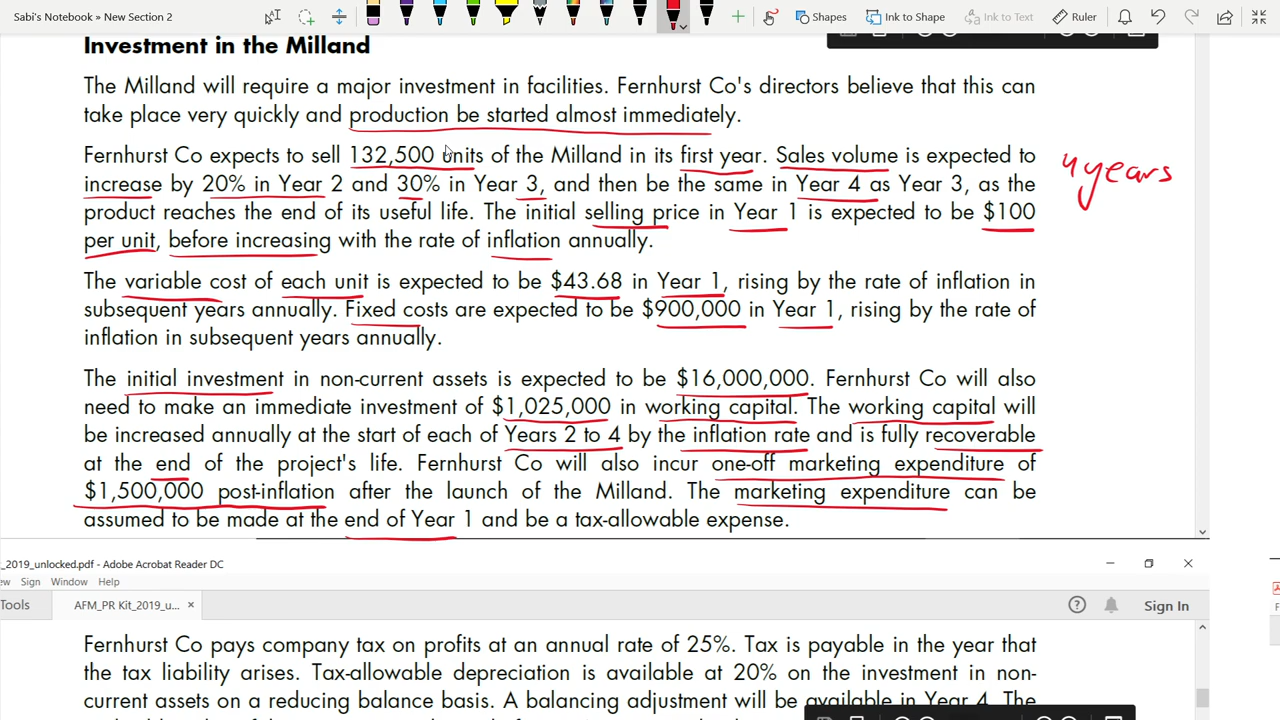 Sabi's Notebook » New Section 2
Shapes
Ink to Shape
Ink to Text
Ruler
Investment in the Milland
The Milland will require a major investment in facilities. Fernhurst Co's directors believe that this can
take place very quickly and production be started almost immediately.
Fernhurst Co expects to sell 132,500 units of the Milland in its first year. Sales volume is expected to
increase by 20% in Year 2 and 30% in Year 3, and then be the same in Year 4 as Year 3, as the
product reaches the end of its useful life. The initial selling price in Year 1 is expected to be $100
per unit, before increasing with the rate of inflation annually.
4 years
The variable cost of each unit is expected to be $43.68 in Year 1, rising by the rate of inflation in
subsequent years annually. Fixed costs are expected to be $900,000 in Year 1, rising by the rate of
inflation in subsequent years annually.
The initial investment in non-current assets is expected to be $16,000,000. Fernhurst Co will also
need to make an immediate investment of $1,025,000 in working capital. The working capital will
be increased annually at the start of each of Years 2 to 4 by the inflation rate and is fully recoverable
at the end of the project's life. Fernhurst Co will also incur one-off marketing expenditure of
$1,500,000 post-inflation after the launch of the Milland. The marketing expenditure can be
assumed to be made at the end of Year 1 and be a tax-allowable expense.
_2019_unlocked.pdf - Adobe Acrobat Reader DC
ew Sign Window Help
Tools
AFM_PR Kit_2019_u...
Sign In
Fernhurst Co pays company tax on profits at an annual rate of 25%. Tax is payable in the year that
the tax liability arises. Tax-allowable depreciation is available at 20% on the investment in non-
current assets on a reducing balance basis. A balancing adjustment will be available in Year 4. The